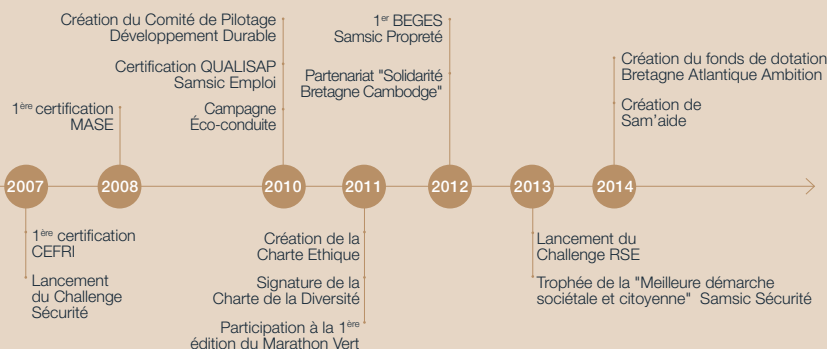 Création du Comité de Pilotage
Développement Durable
Certification QUALISAP
Samsic Emploi
Campagne
Éco-conduite
1ère certification
MASE
1er BEGES
Samsic Propreté
Partenariat "Solidarité
Bretagne Cambodge"
Création du fonds de dotation
Bretagne Atlantique Ambition
Création de
Sam'aide
2007
2008
2010
2011
2012
2013
2014
1ère certification
CEFRI
Lancement
du Challenge
Sécurité
Création de la
Charte Ethique
Signature de la
Charte de la Diversité
Participation à la 1ère
édition du Marathon Vert
Lancement du
Challenge RSE
Trophée de la "Meilleure démarche
sociétale et citoyenne" Samsic Sécurité